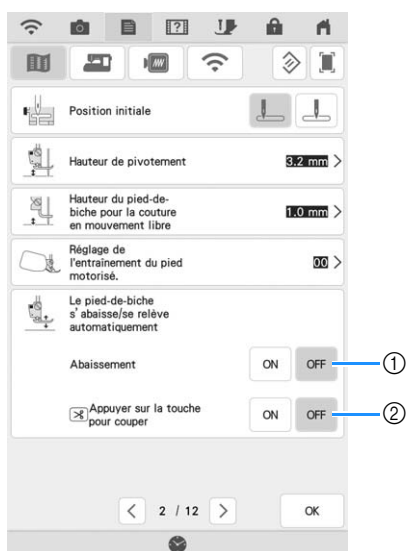 Position initiale
Hauteur de pivotement
3.2 mm >
Hauteur du pied-de-
biche pour la couture
en mouvement libre
1.0 mm >
Réglage de
l'entraînement du pied
motorisé.
00 >
Le pied-de-biche
s'abaisse/se relève
automatiquement
Abaissement
ON OFF
①
Appuyer sur la touche
pour couper
ON OFF
②
< 2 / 12 >
OK